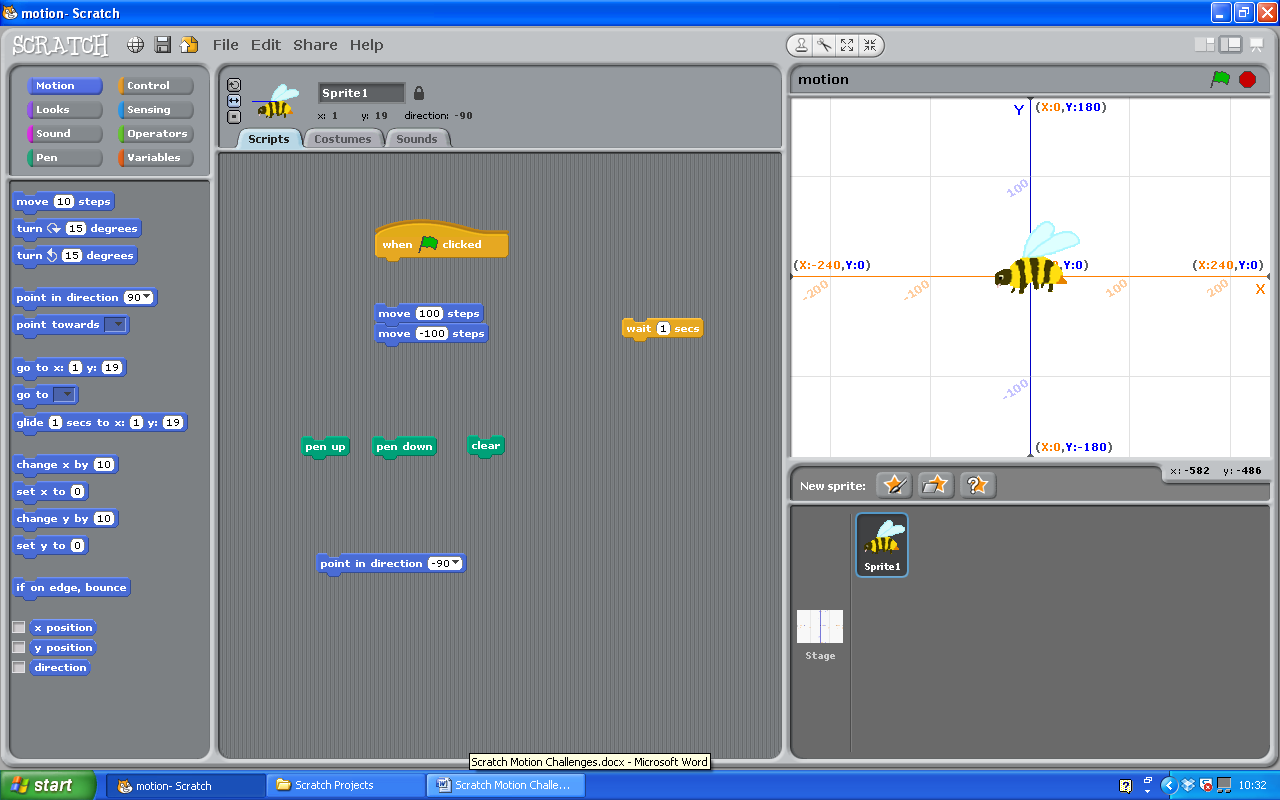 motion- Scratch
SCRATCH
File Edit Share Help
Motion
Control
Looks
Sensing
Sound
Operators
Pen
Variables
move 10 steps
turn 15 degrees
turn 15 degrees
point in direction 90
point towards
go to x: 1 y: 19
go to
glide 1 secs to x: 1 y: 19
change x by 10
set x to 0
change y by 10
set y to 0
if on edge, bounce
x position
y position
direction
Sprite1
x: 1 y: 19 direction: -90
Scripts
Costumes
Sounds
when clicked
move 100 steps
move -100 steps
wait 1 secs
pen up
pen down
clear
point in direction -90
motion
Y
(X:0,Y:180)
100
(X:-240,Y:0)
Y:0)
(X:240,Y:0)
-200
-100
100
200
X
-100
(X:0,Y:-180)
x: -582 y: -486
New sprite:
Sprite1
Stage
Scratch Motion Challenges.docx - Microsoft Word
start
motion- Scratch
Scratch Projects
Scratch Motion Challe...
10:32